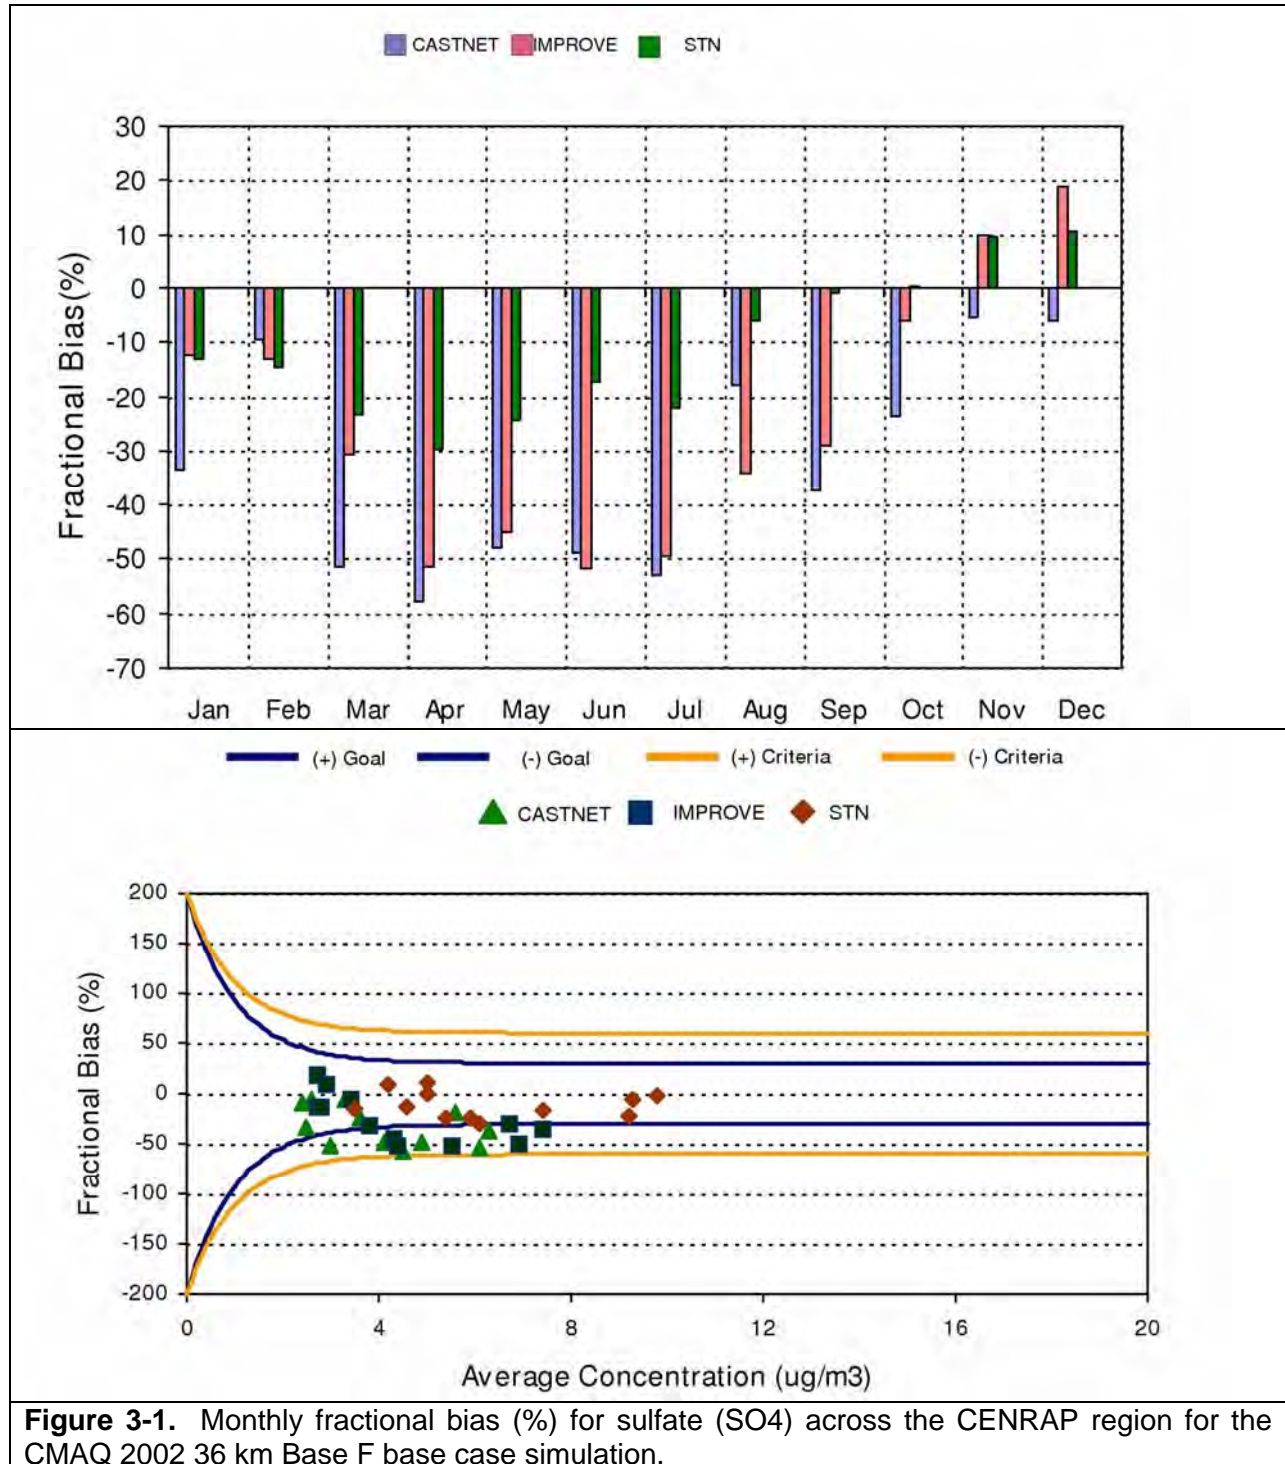 CASTNET IMPROVE STN
30
20
10
0
-10
-20
-30
-40
-50
-60
-70
Fractional Bias(%)
Jan Feb Mar Apr May Jun Jul Aug Sep Oct Nov Dec
(+) Goal (-) Goal (+) Criteria (-) Criteria
CASTNET IMPROVE STN
200
150
100
50
0
-50
-100
-150
-200
Fractional Bias (%)
0 4 8 12 16 20
Average Concentration (ug/m3)
Figure 3-1. Monthly fractional bias (%) for sulfate (SO4) across the CENRAP region for the
CMAQ 2002 36 km Base F base case simulation.